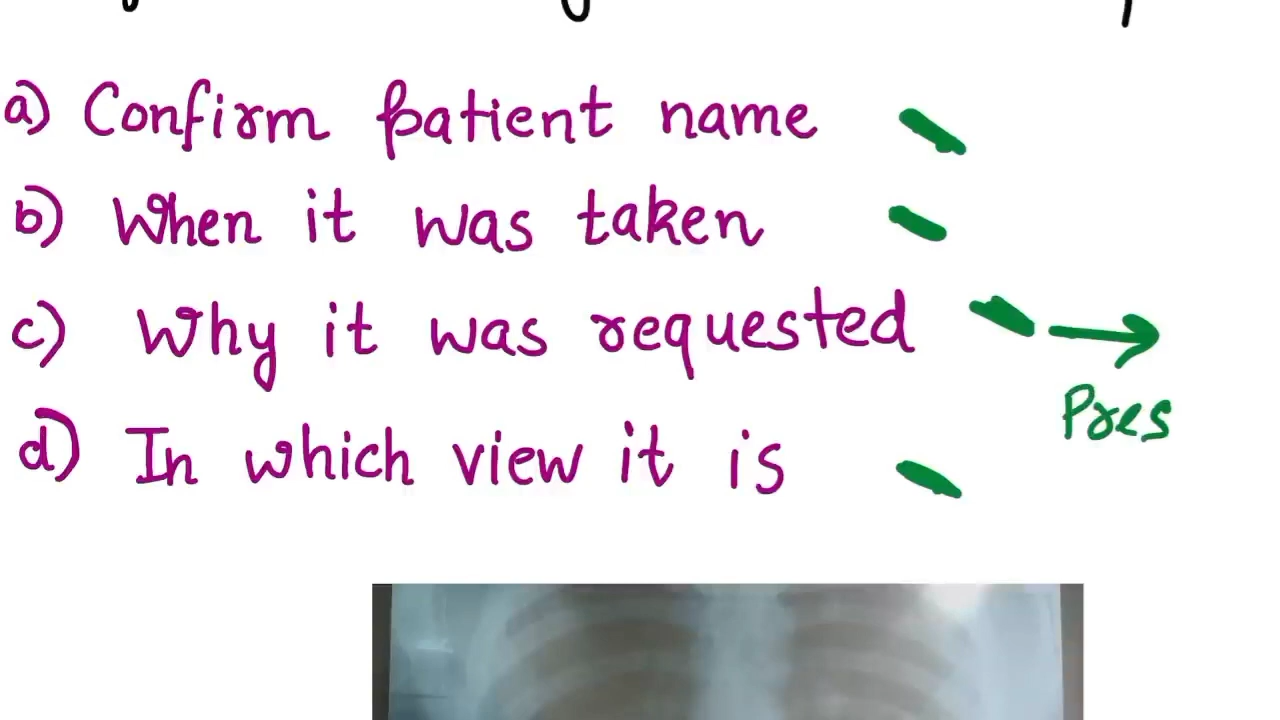 a) Confirm patient name
b) When it was taken
c) Why it was requested
Pres
d) In which view it is